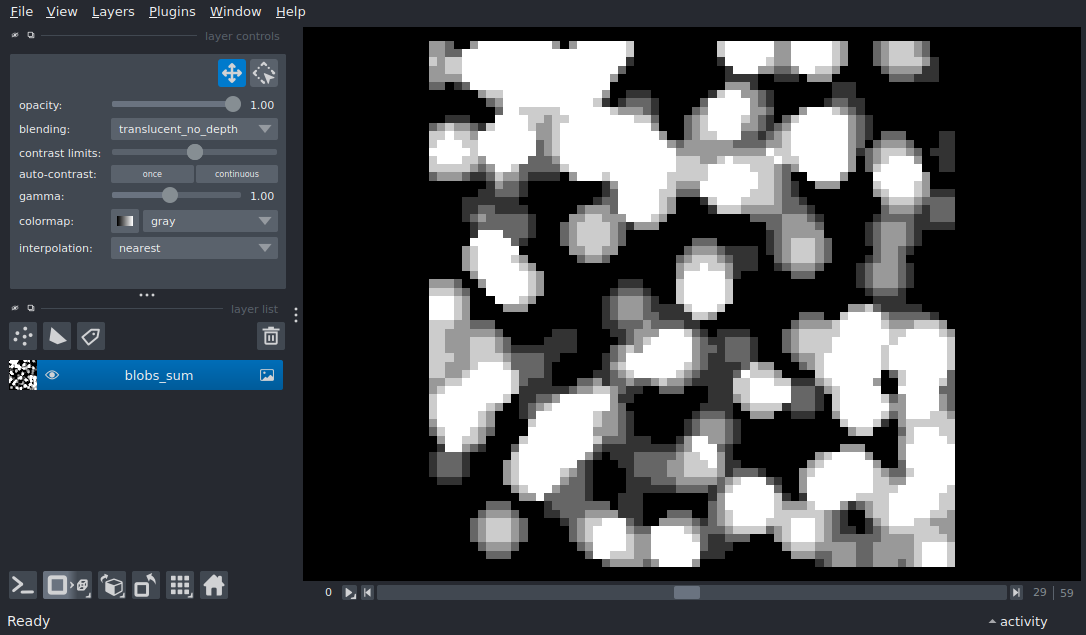 File View Layers Plugins Window Help
layer controls
opacity: 1.00
blending: translucent_no_depth
contrast limits:
auto-contrast: once continuous
gamma: 1.00
colormap: gray
interpolation: nearest
layer list
blobs_sum
0 29 59
Ready activity